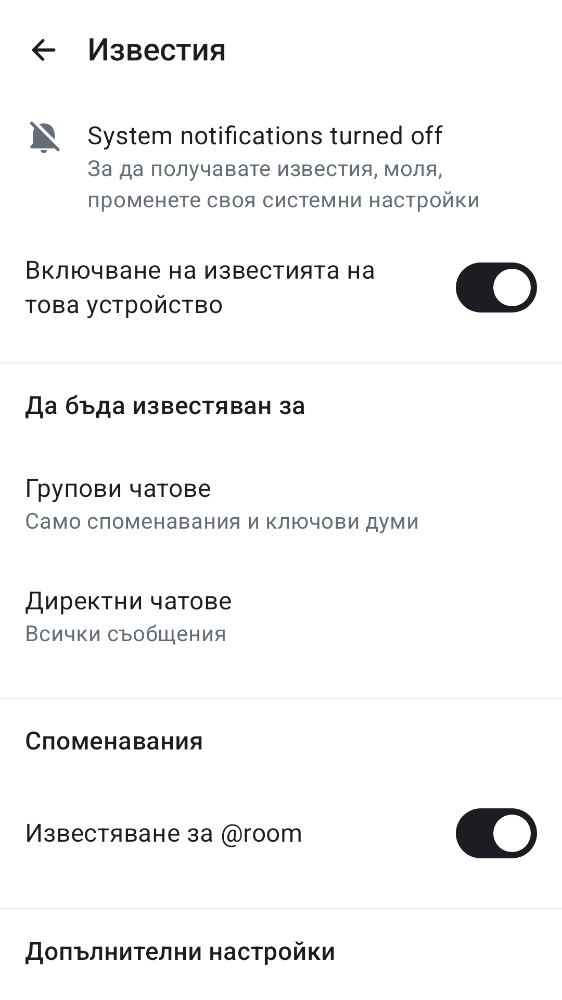 Известия
System notifications turned off
За да получавате известия, моля,
променете своя системни настройки
Включване на известията на
това устройство
Да бъда известяван за
Групови чатове
Само споменавания и ключови думи
Директни чатове
Всички съобщения
Споменавания
Известяване за @room
Допълнителни настройки